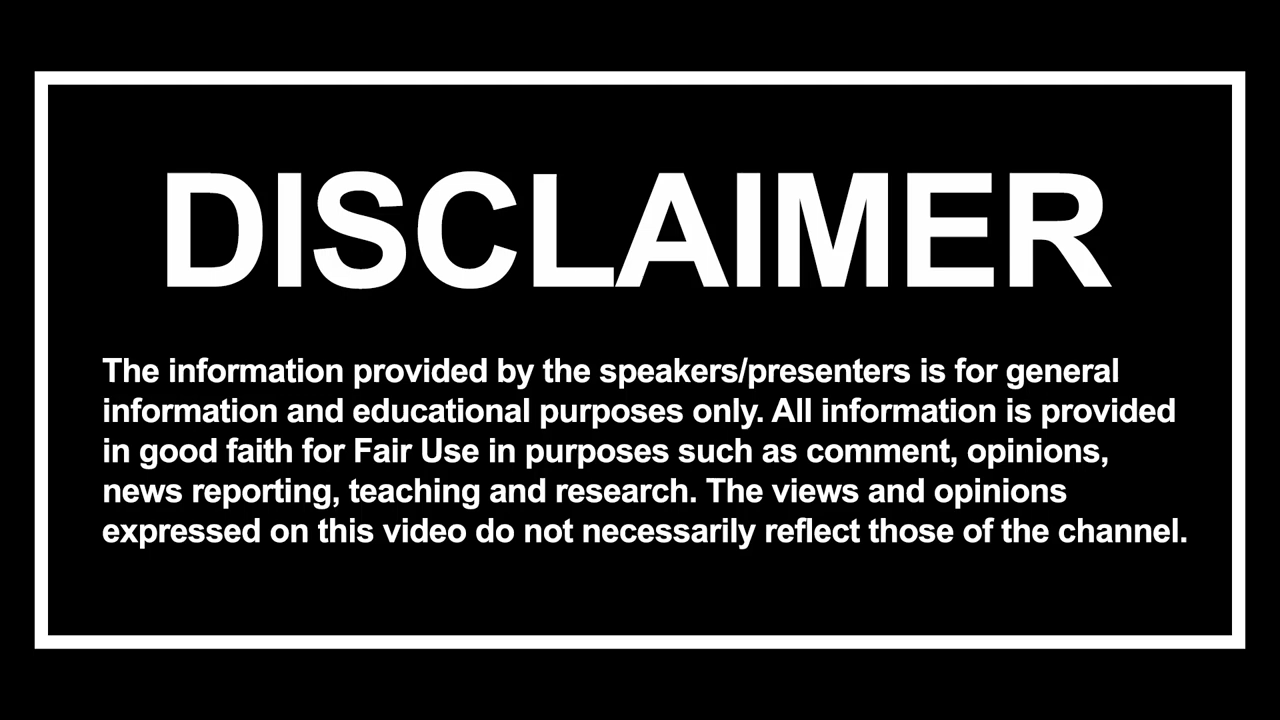 DISCLAIMER
The information provided by the speakers/presenters is for general
information and educational purposes only. All information is provided
in good faith for Fair Use in purposes such as comment, opinions,
news reporting, teaching and research. The views and opinions
expressed on this video do not necessarily reflect those of the channel.